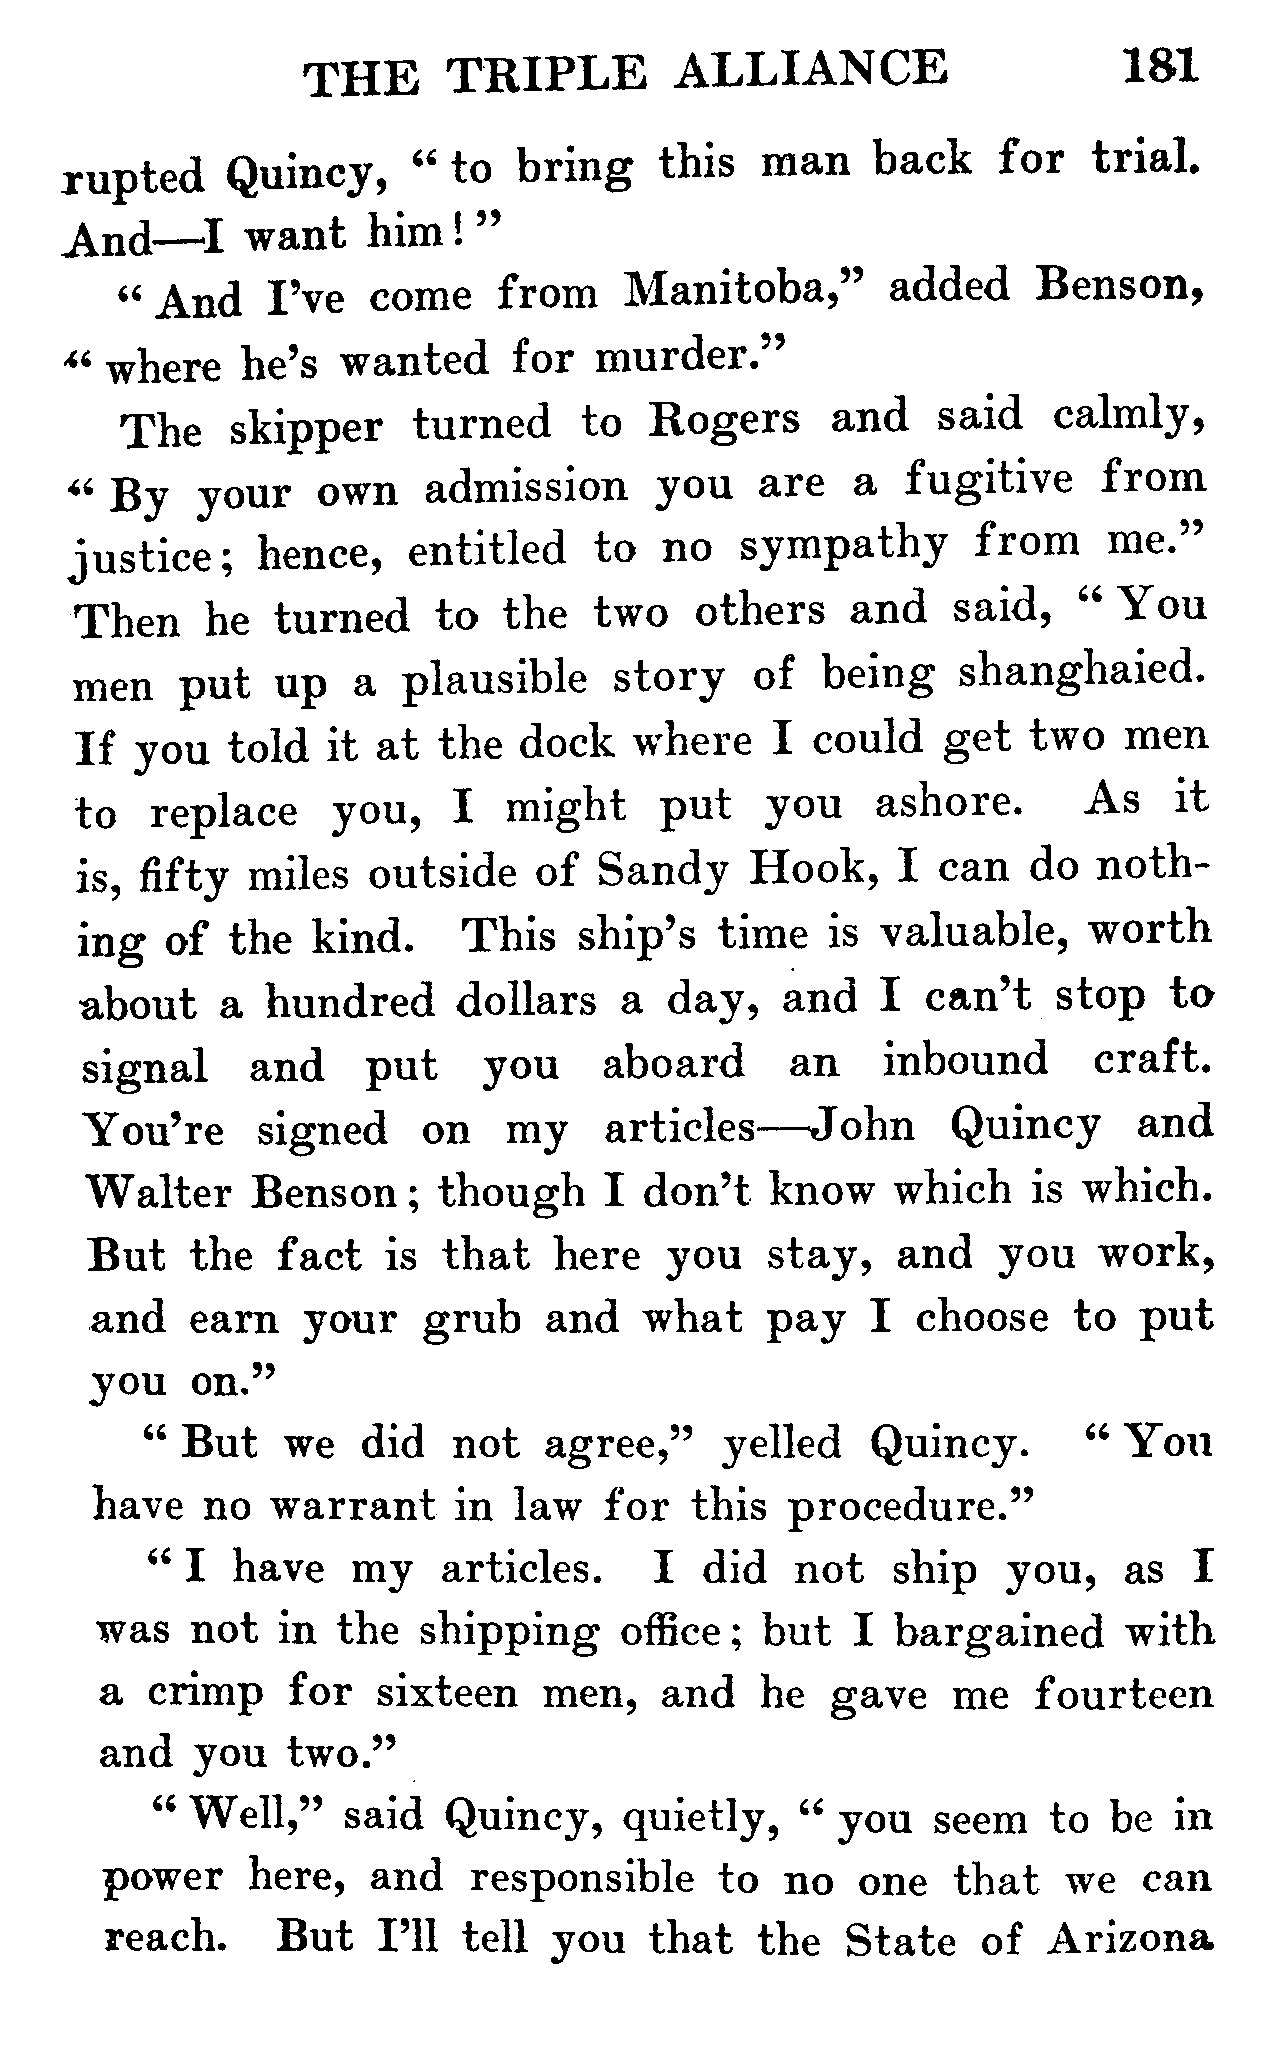 THE TRIPLE ALLIANCE 181
rupted Quincy, “ to bring this man back for trial.
And—I want him! ”
“ And I’ve come from Manitoba,” added Benson,
“ where he’s wanted for murder.”
The skipper turned to Rogers and said calmly,
“ By your own admission you are a fugitive from
justice; hence, entitled to no sympathy from me.”
Then he turned to the two others and said, “ You
men put up a plausible story of being shanghaied.
If you told it at the dock where I could get two men
to replace you, I might put you ashore. As it
is, fifty miles outside of Sandy Hook, I can do noth-
ing of the kind. This ship’s time is valuable, worth
about a hundred dollars a day, and I can’t stop to
signal and put you aboard an inbound craft.
You’re signed on my articles—John Quincy and
Walter Benson; though I don’t know which is which.
But the fact is that here you stay, and you work,
and earn your grub and what pay I choose to put
you on.”
“ But we did not agree,” yelled Quincy. “ You
have no warrant in law for this procedure.”
“ I have my articles. I did not ship you, as I
was not in the shipping office; but I bargained with
a crimp for sixteen men, and he gave me fourteen
and you two.”
“ Well,” said Quincy, quietly, “ you seem to be in
power here, and responsible to no one that we can
reach. But I’ll tell you that the State of Arizona